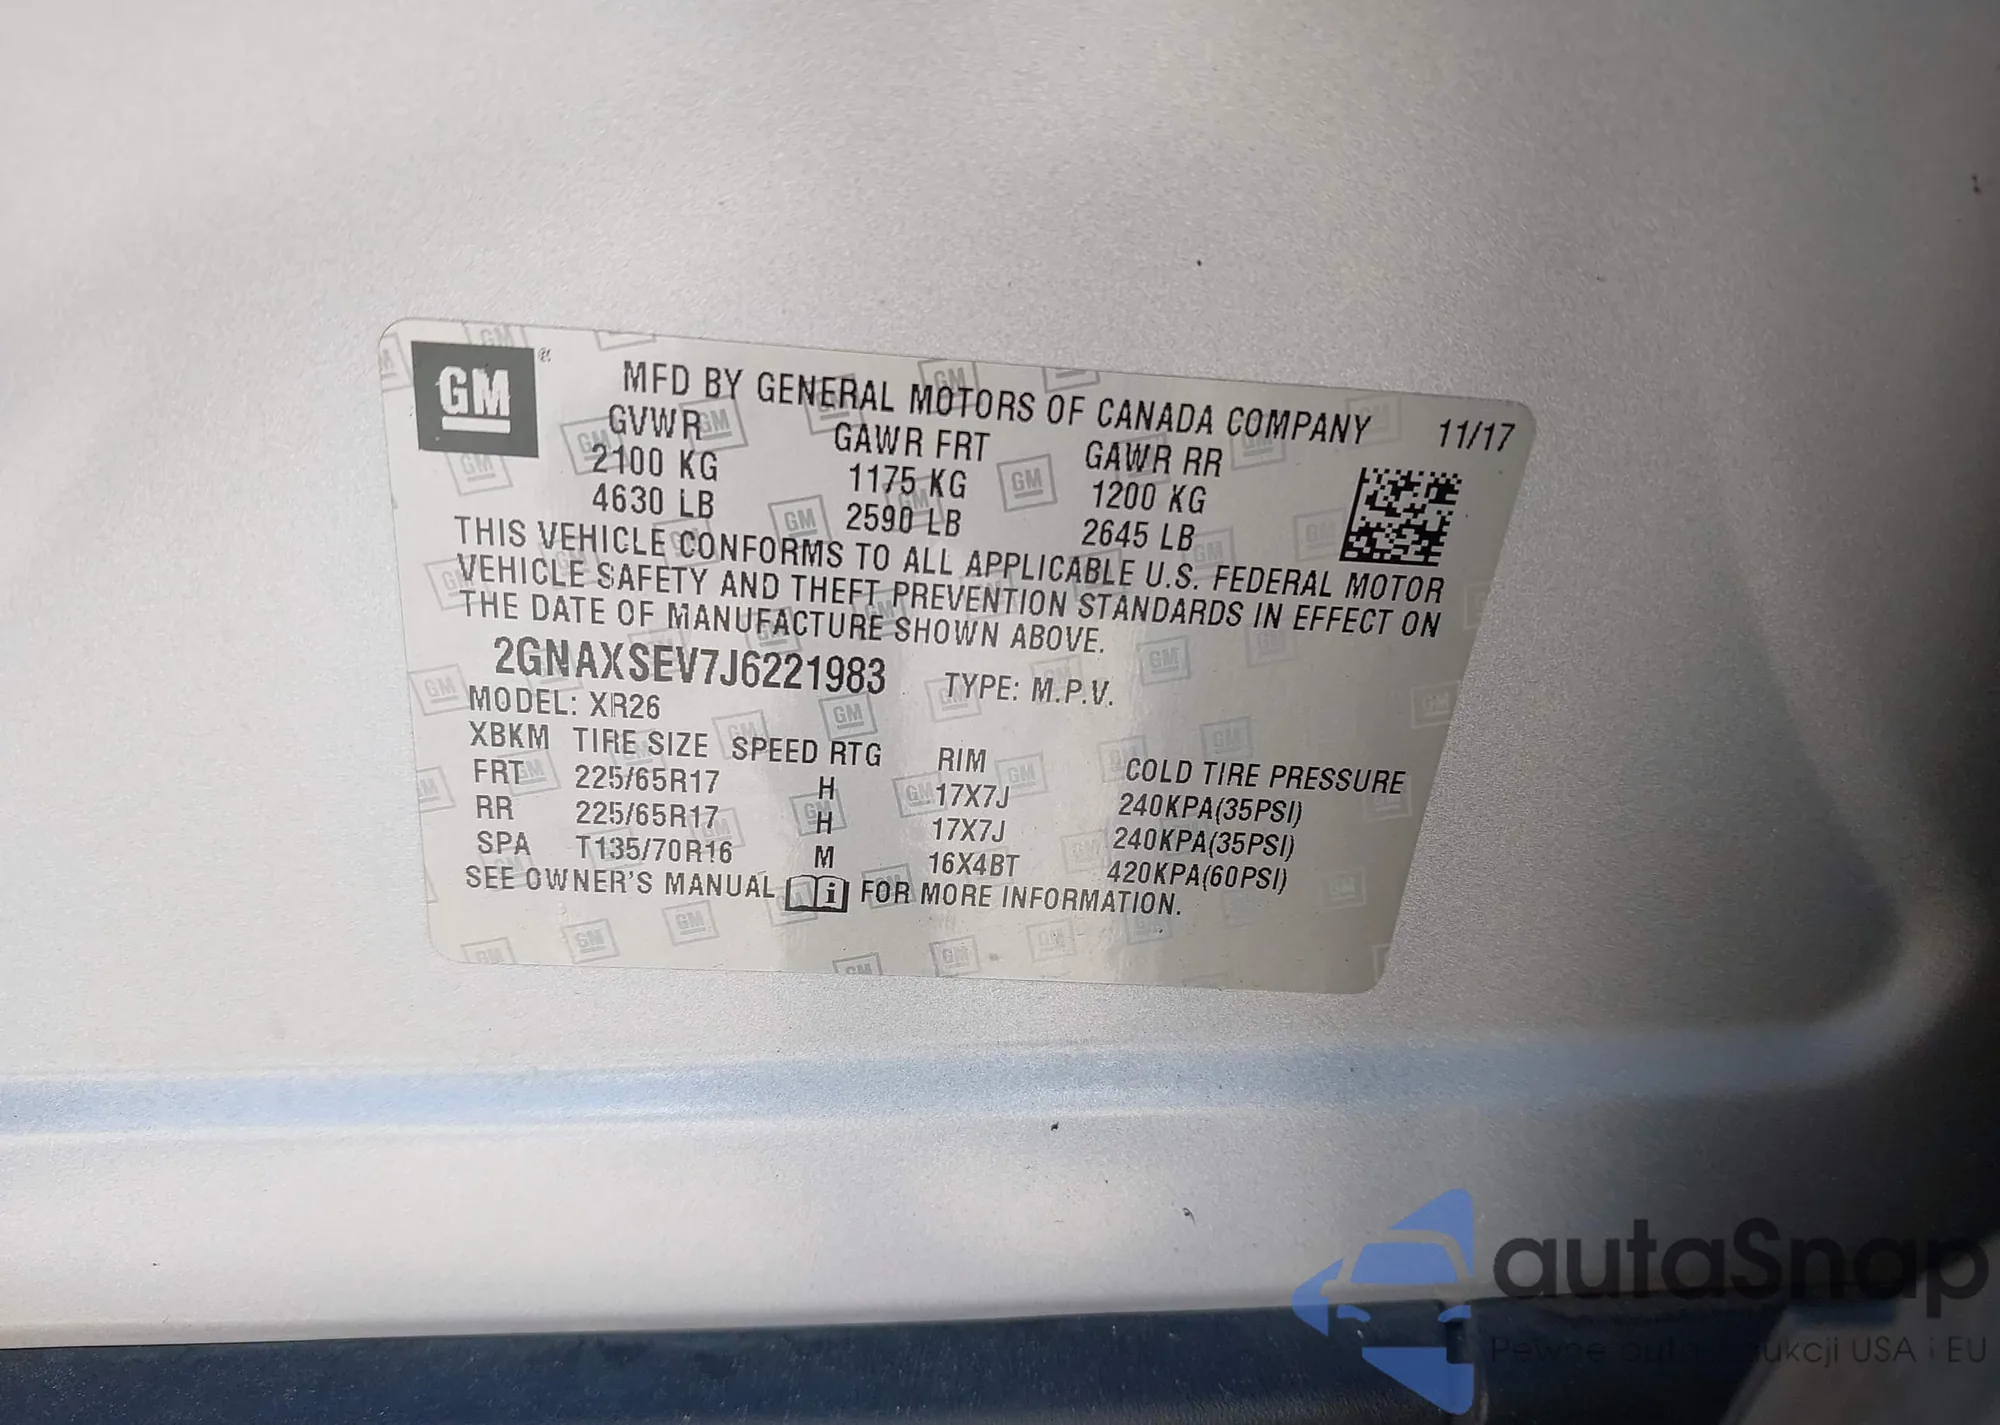 GM
®
MFD BY GENERAL MOTORS OF CANADA COMPANY 11/17
GVWR GAWR FRT GAWR RR
2100 KG 1175 KG 1200 KG
4630 LB 2590 LB 2645 LB
THIS VEHICLE CONFORMS TO ALL APPLICABLE U.S. FEDERAL MOTOR
VEHICLE SAFETY AND THEFT PREVENTION STANDARDS IN EFFECT ON
THE DATE OF MANUFACTURE SHOWN ABOVE.
2GNAXSEV7J6221983 TYPE: M.P.V.
MODEL: XR26
XBKM TIRE SIZE SPEED RTG RIM COLD TIRE PRESSURE
FRT 225/65R17 H 17X7J 240KPA(35PSI)
RR 225/65R17 H 17X7J 240KPA(35PSI)
SPA T135/70R16 M 16X4BT 420KPA(60PSI)
SEE OWNER'S MANUAL i FOR MORE INFORMATION.
autaSnap
Pewne auta USA i EU